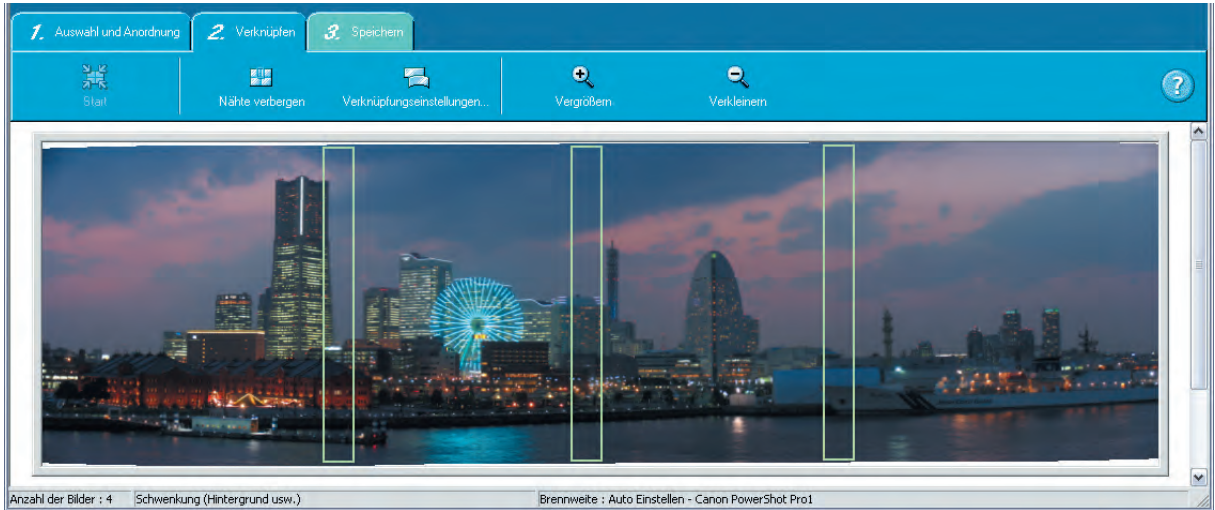 1. Auswahl und Anordnung 2. Verknüpfen 3. Speichern
Start Nähte verbergen Verknüpfungseinstellungen... Vergrößern Verkleinern ?
Anzahl der Bilder : 4 Schwenkung (Hintergrund usw.) Brennweite : Auto Einstellen - Canon PowerShot Pro1